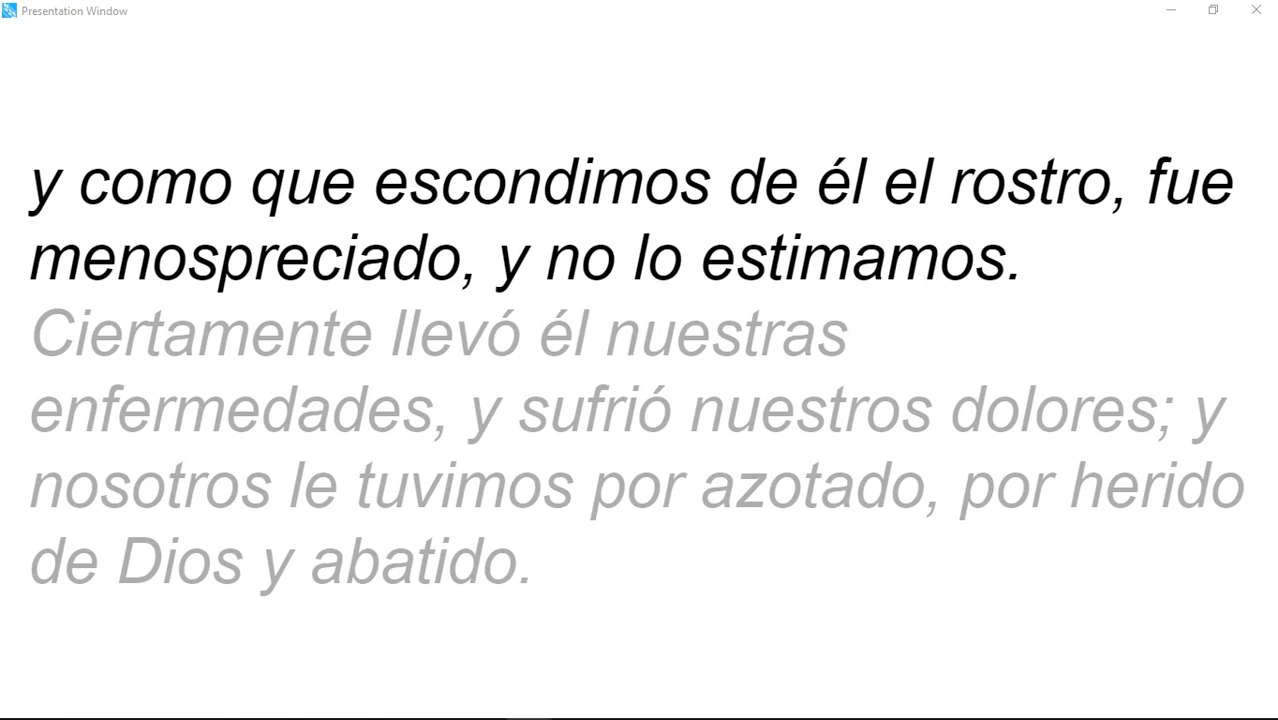 Presentation Window
y como que escondimos de él el rostro, fue
menospreciado, y no lo estimamos.
Ciertamente llevó él nuestras
enfermedades, y sufrió nuestros dolores; y
nosotros le tuvimos por azotado, por herido
de Dios y abatido.